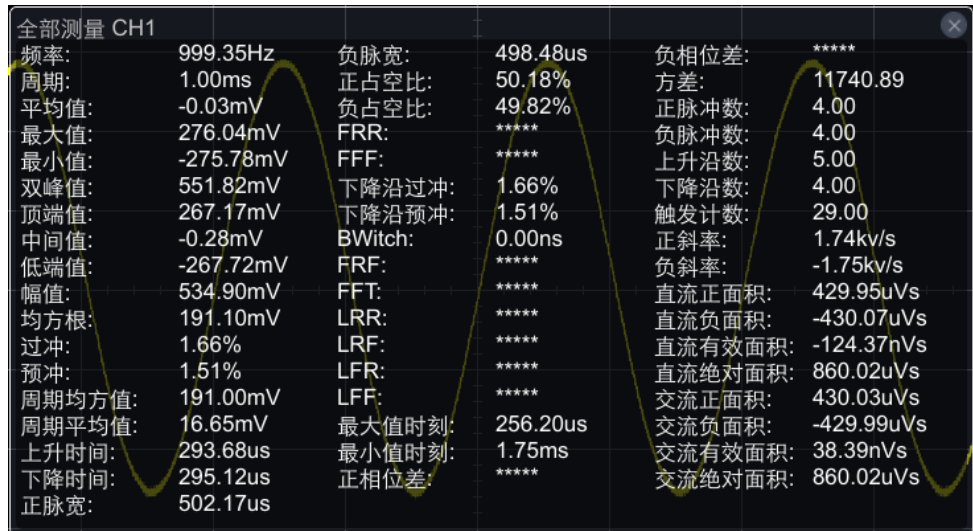 全部测量 CH1
频率: 999.35Hz 负脉宽: 498.48us 负相位差: *****
周期: 1.00ms 正占空比: 50.18% 方差: 11740.89
平均值: -0.03mV 负占空比: 49.82% 正脉冲数: 4.00
最大值: 276.04mV FRR: ***** 负脉冲数: 4.00
最小值: -275.78mV FFF: ***** 上升沿数: 5.00
双峰值: 551.82mV 下降沿过冲: 1.66% 下降沿数: 4.00
顶端值: 267.17mV 下降沿预冲: 1.51% 触发计数: 29.00
中间值: -0.28mV BWitch: 0.00ns 正斜率: 1.74kv/s
低端值: -267.72mV FRF: ***** 负斜率: -1.75kv/s
幅值: 534.90mV FFT: ***** 直流正面积: 429.95uVs
均方根: 191.10mV LRR: ***** 直流负面积: -430.07uVs
过冲: 1.66% LRF: ***** 直流有效面积: -124.37nVs
预冲: 1.51% LFR: ***** 直流绝对面积: 860.02uVs
周期均方值: 191.00mV LFF: ***** 交流正面积: 430.03uVs
周期平均值: 16.65mV 最大值时刻: 256.20us 交流负面积: -429.99uVs
上升时间: 293.68us 最小值时刻: 1.75ms 交流有效面积: 38.39nVs
下降时间: 295.12us 正相位差: ***** 交流绝对面积: 860.02uVs
正脉宽: 502.17us